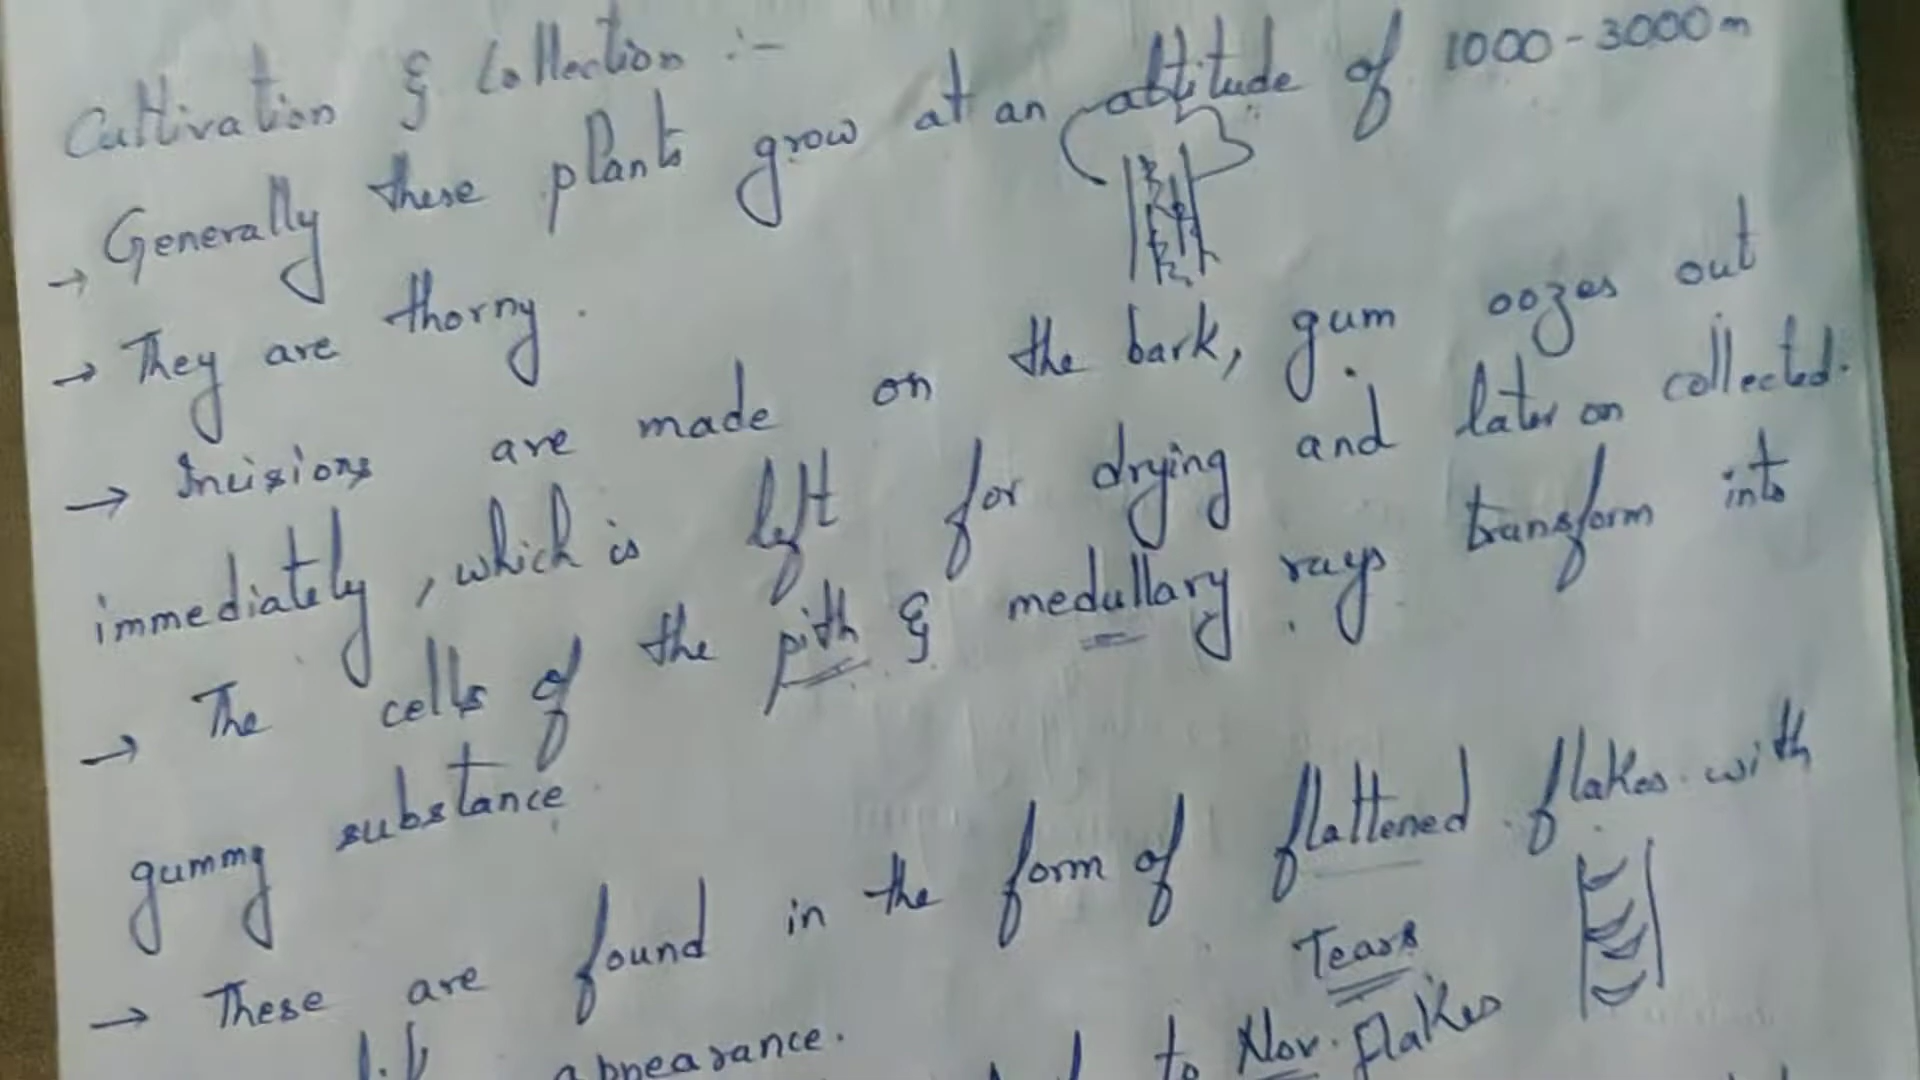 Cultivation & Collection :-
→ Generally these plants grow at an altitude of 1000-3000m
→ They are thorny.
→ Incisions are made on the bark, gum oozes out
immediately, which is left for drying and later on collected.
→ The cells of the pith & medullary rays transform into
gummy substance
→ These are found in the form of flattened flakes with
appearance.
Tears
to Nov. Flakes